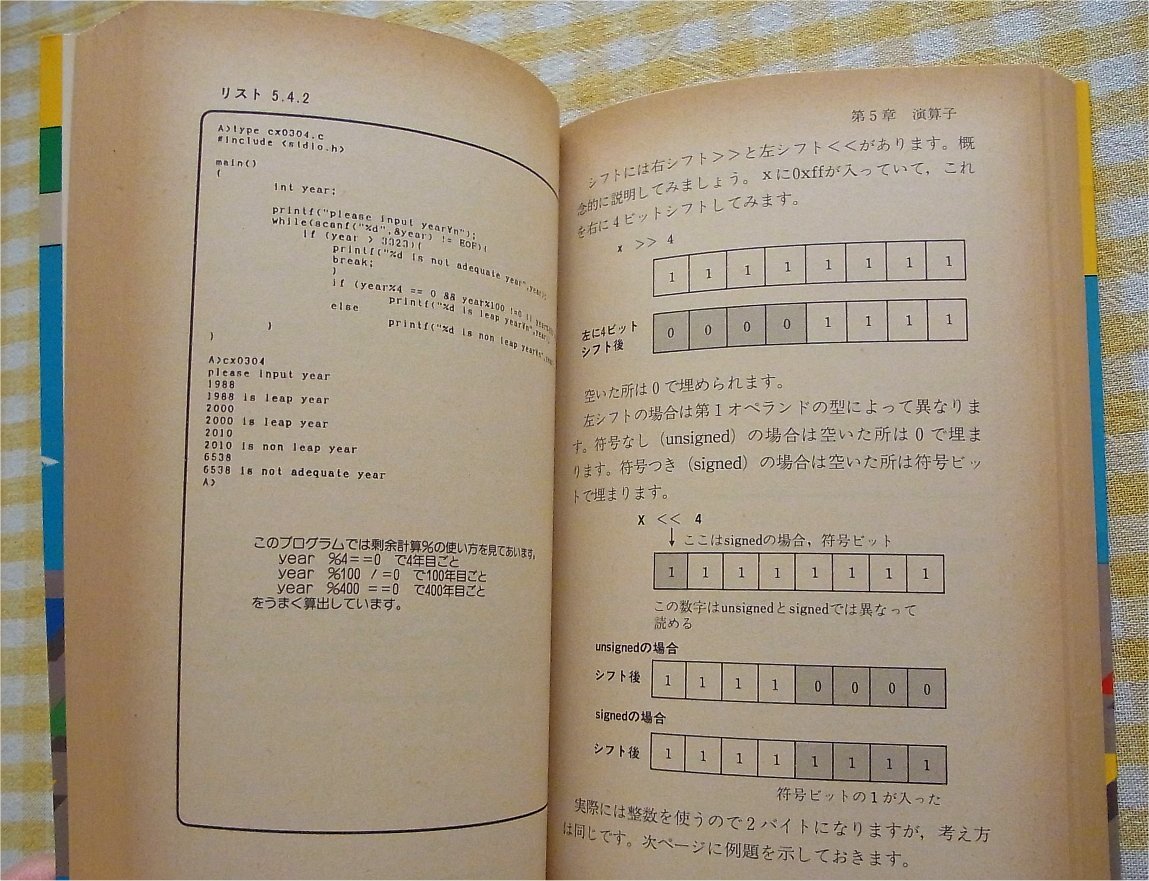 リスト 5.4.2
A>type cx0304.c
#include <stdio.h>
main()
{
int year;
printf("please input year¥n");
while(scanf("%d",&year) != EOF){
if (year > 3323){
printf("%d is not adequate year",year);
break;
}
if (year%4 == 0 && year%100 !=0 ||
printf("%d is leap year¥n",year);
else
printf("%d is non leap year¥n",
}
}
A>cx0304
please input year
1988
1988 is leap year
2000
2000 is leap year
2010
2010 is non leap year
6538
6538 is not adequate year
A>
このプログラムでは剰余計算%の使い方を見てあいます。
year %4==0 で4年目ごと
year %100 /=0 で100年目ごと
year %400 ==0 で400年目ごと
をうまく算出しています。
第5章 演算子
シフトには右シフト>>と左シフト<<があります。概
念的に説明してみましょう。xに0xffが入っていて,これ
を右に4ビットシフトしてみます。
x >> 4
1 1 1 1 1 1 1 1
左に4ビット
シフト後
0 0 0 0 1 1 1 1
空いた所は0で埋められます。
左シフトの場合は第1オペランドの型によって異なりま
す。符号なし(unsigned)の場合は空いた所は0で埋ま
ります。符号つき(signed)の場合は空いた所は符号ビッ
トで埋まります。
x << 4
↓ ここはsignedの場合,符号ビット
1 1 1 1 1 1 1 1
この数字はunsignedとsignedでは異なって
読める
unsignedの場合
シフト後 1 1 1 1 0 0 0 0
signedの場合
シフト後 1 1 1 1 1 1 1 1
符号ビットの1が入った
実際には整数を使うので2バイトになりますが,考え方
は同じです。次ページに例題を示しておきます。